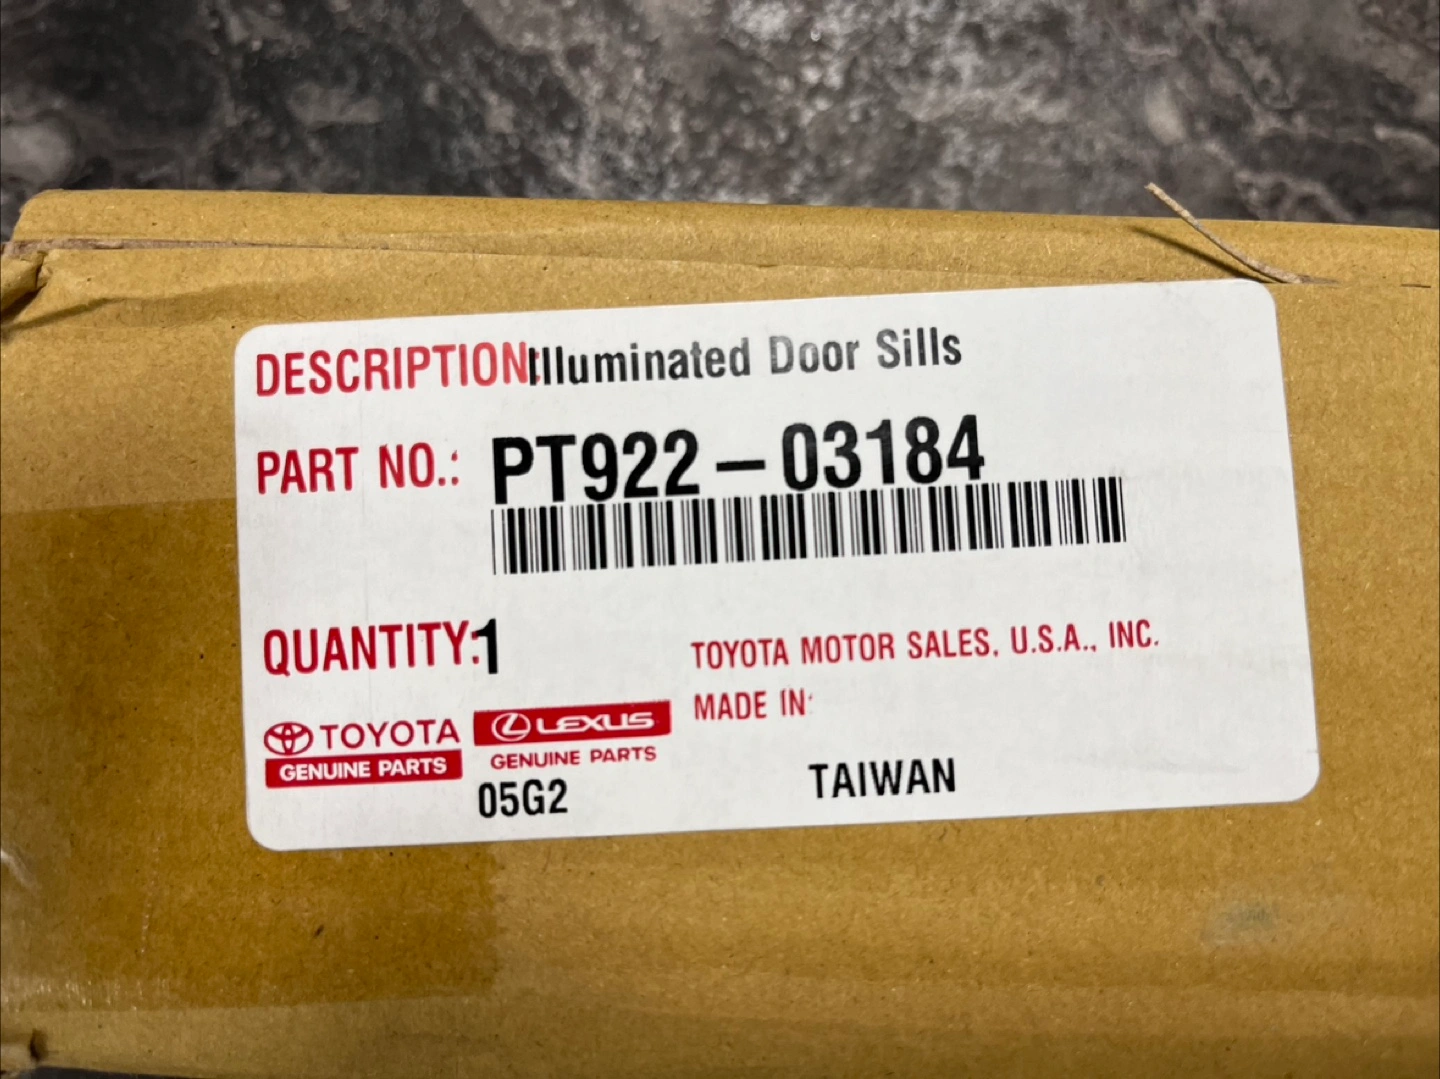 DESCRIPTION:Illuminated Door Sills
PART NO.: PT922-03184
QUANTITY:1
TOYOTA MOTOR SALES, U.S.A., INC.
MADE IN:
TOYOTA
GENUINE PARTS
LEXUS
GENUINE PARTS
05G2
TAIWAN